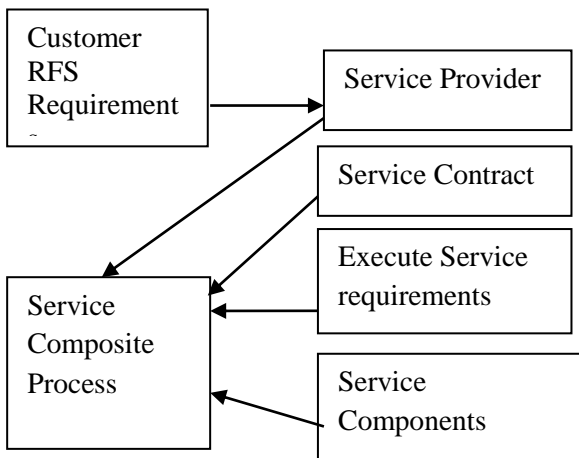 Customer
RFS
Requirement
Service Provider
Service Contract
Execute Service
requirements
Service
Composite
Process
Service
Components